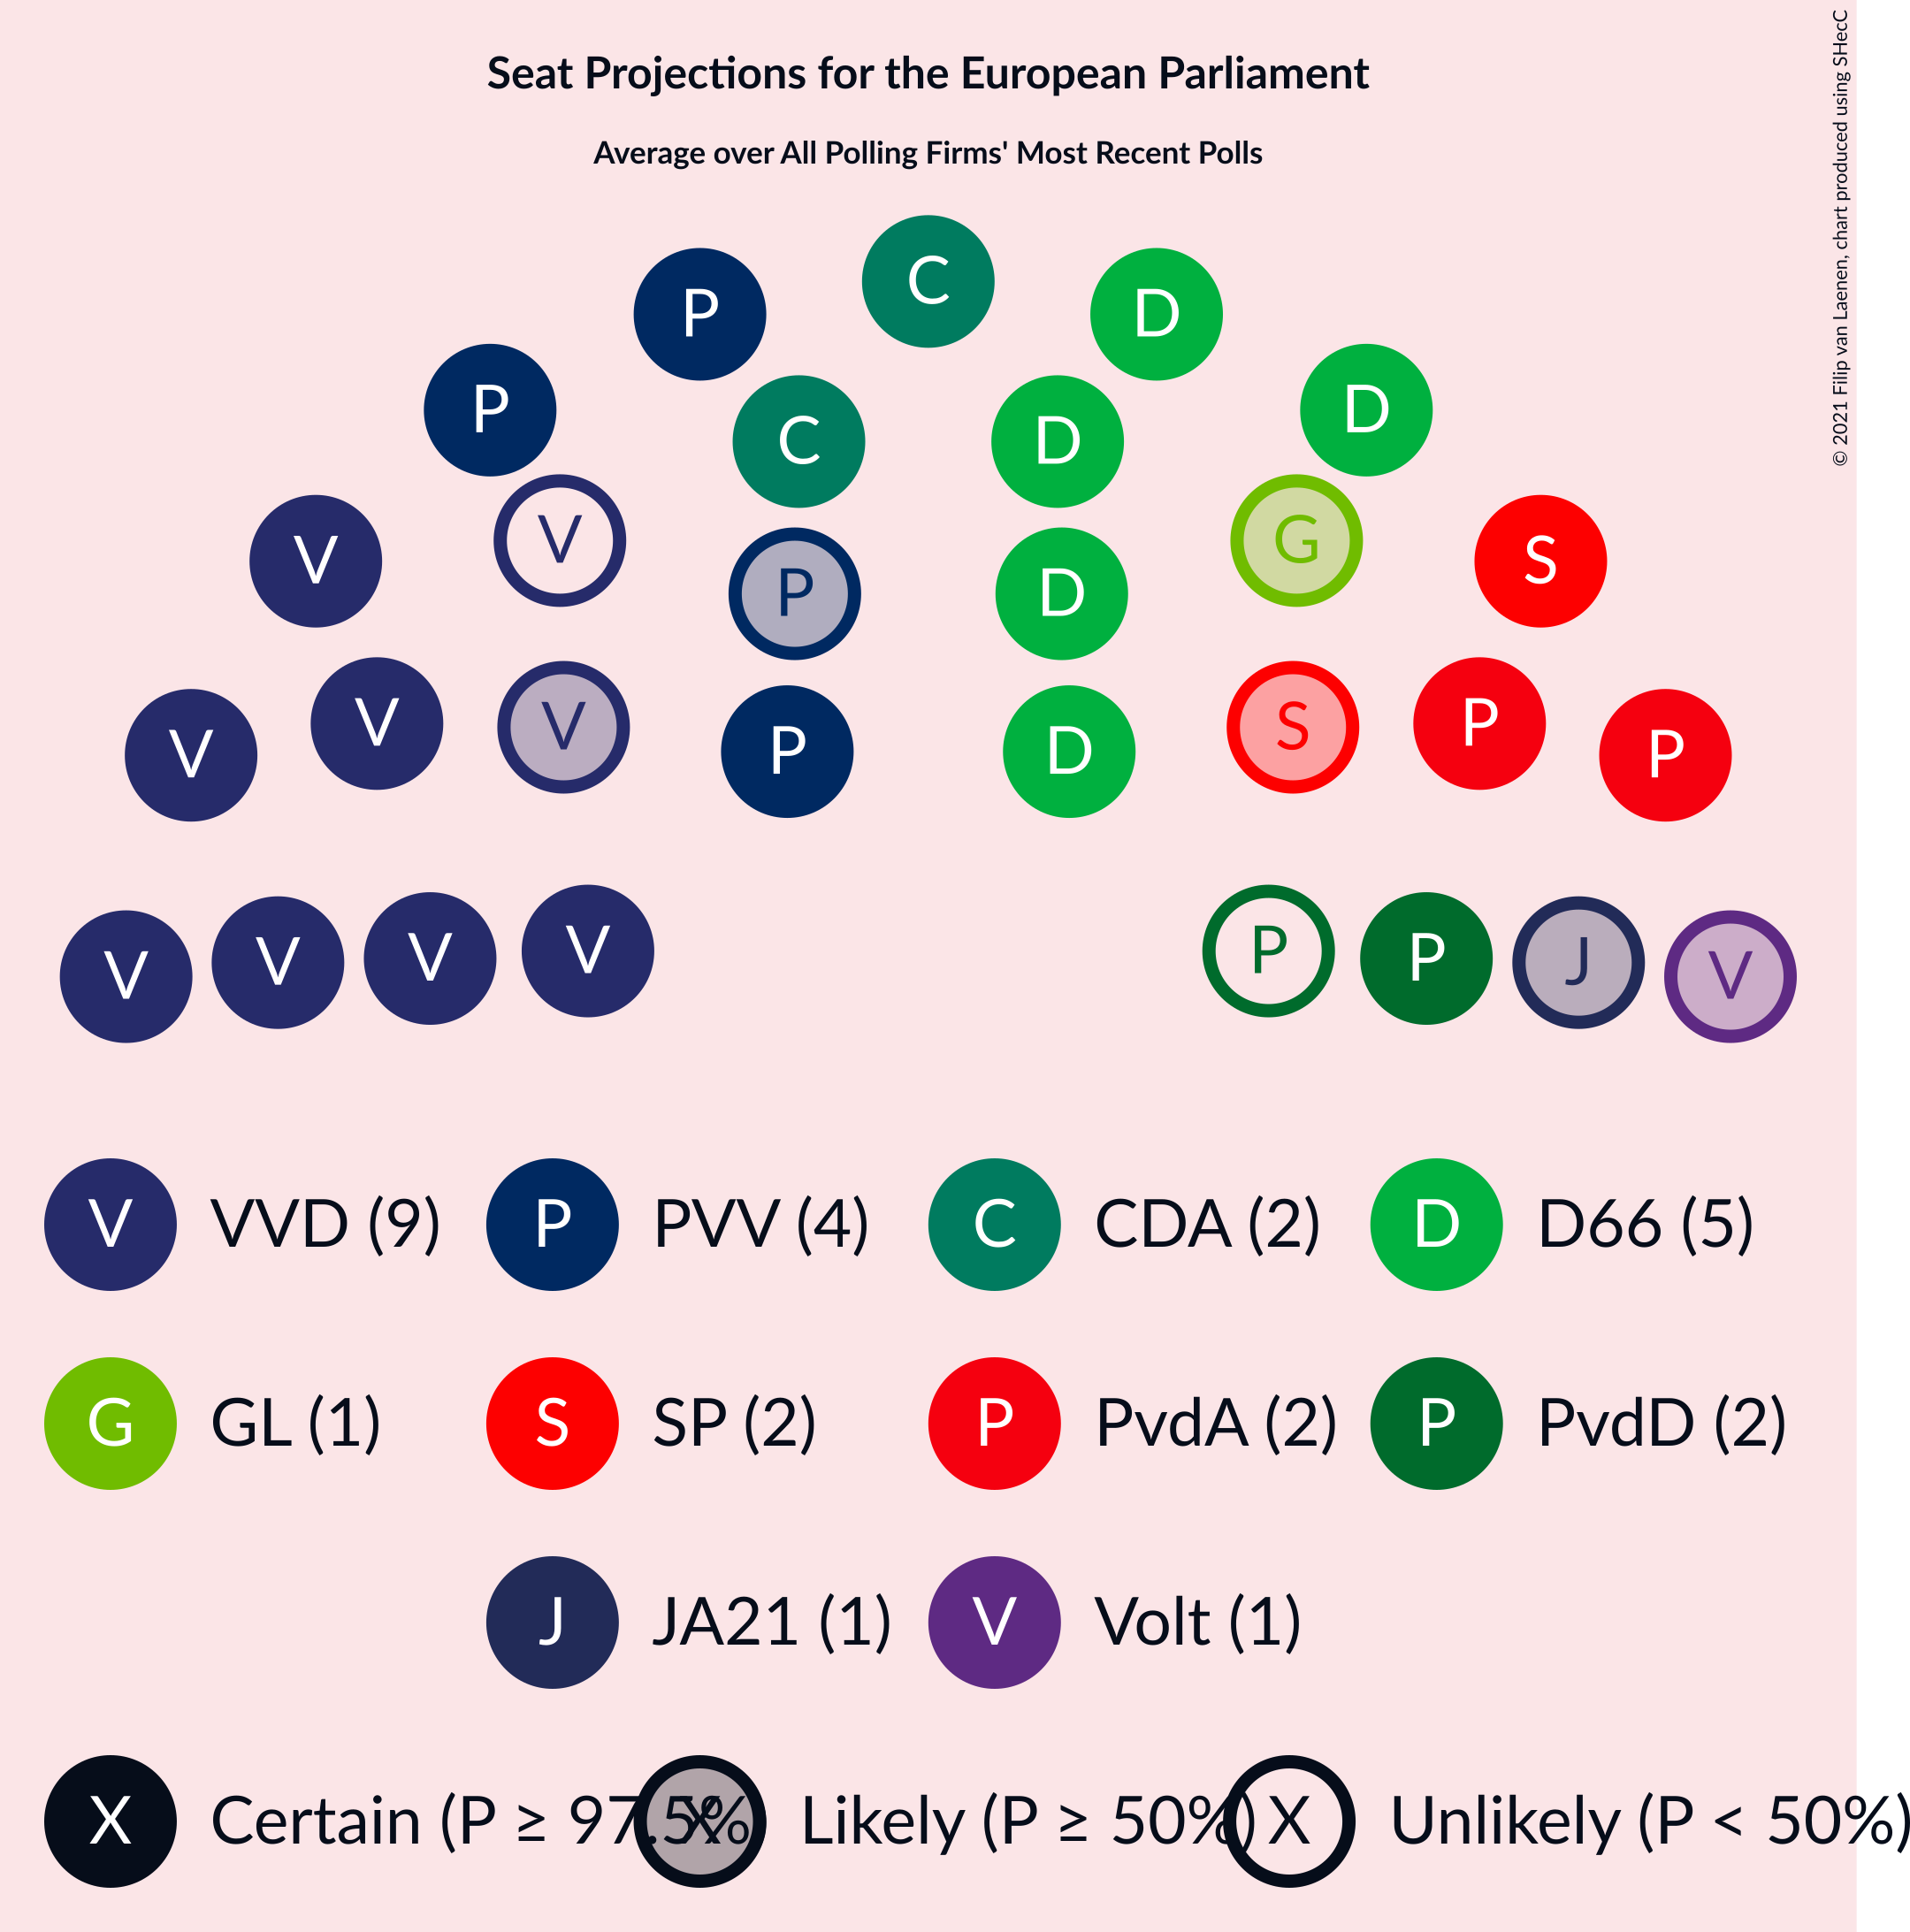 Seat Projections for the European Parliament
Average over All Polling Firms' Most Recent Polls
© 2021 Filip van Laenen, chart produced using SHecC
C
P D
P D
C D
V V G S
P D
V V V S P P
P D
V V V V P P J V
V VVD (9) P PVV (4) C CDA (2) D D66 (5)
G GL (1) S SP (2) P PvdA (2) P PvdD (2)
J JA21 (1) V Volt (1)
X Certain (P ≥ 97.5% X Likely (P ≥ 50%) X Unlikely (P < 50%)